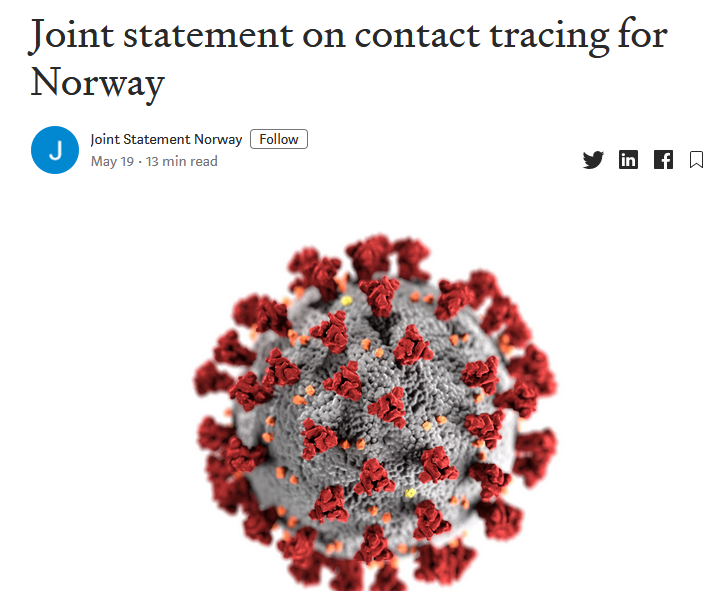 Joint statement on contact tracing for
Norway
J
Joint Statement Norway Follow
May 19 · 13 min read